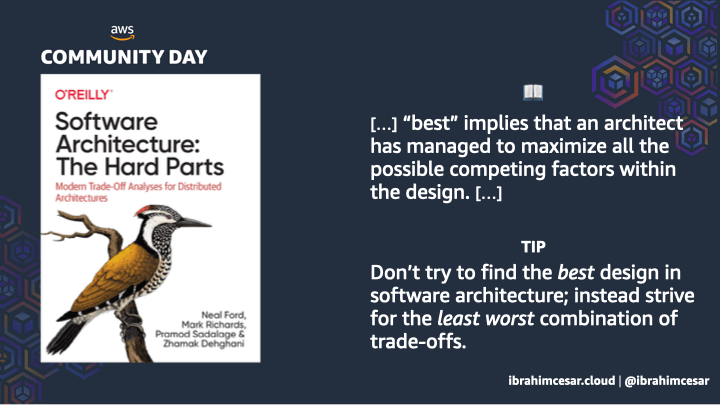 aws
COMMUNITY DAY
O'REILLY®
Software
Architecture:
The Hard Parts
Modern Trade-Off Analyses for Distributed
Architectures
Neal Ford,
Mark Richards,
Pramod Sadalage &
Zhamak Dehghani
[…] “best” implies that an architect
has managed to maximize all the
possible competing factors within
the design. […]
TIP
Don’t try to find the best design in
software architecture; instead strive
for the least worst combination of
trade-offs.
ibrahimcesar.cloud | @ibrahimcesar